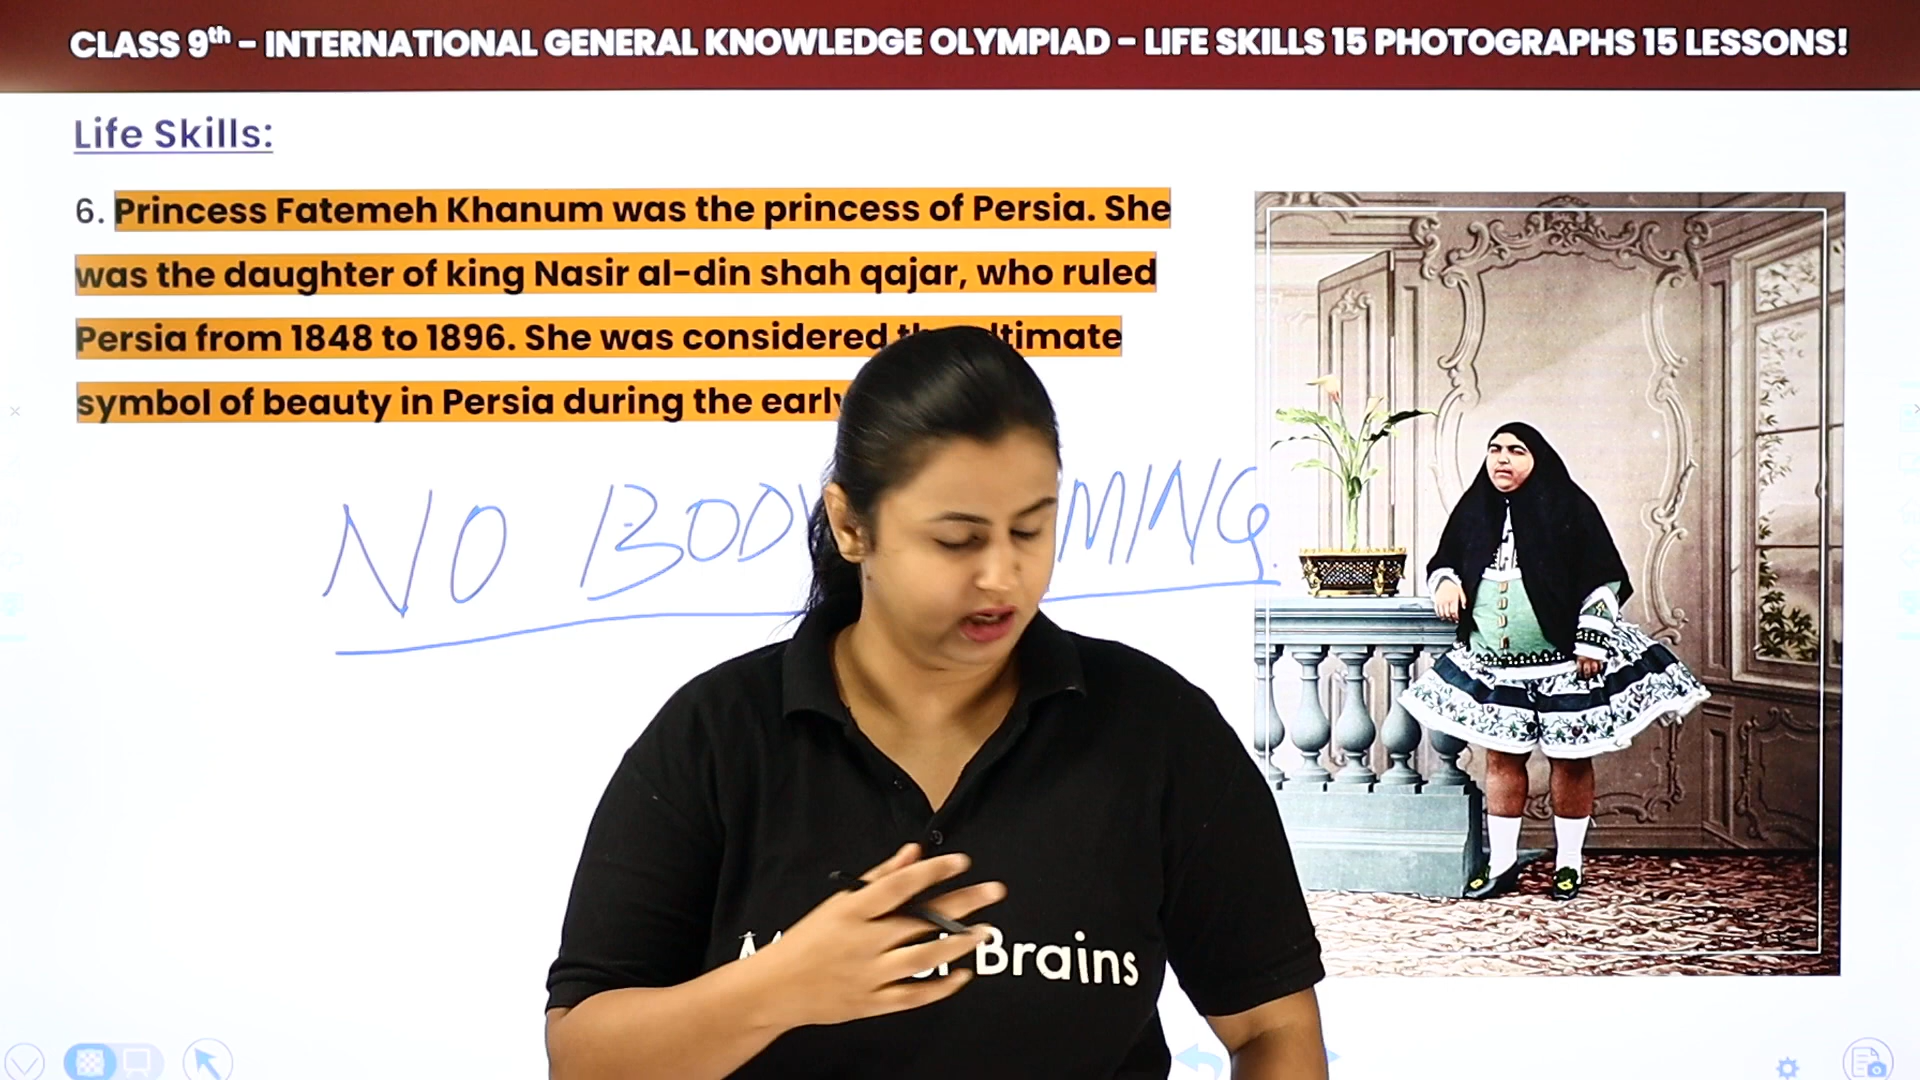 CLASS 9th - INTERNATIONAL GENERAL KNOWLEDGE OLYMPIAD - LIFE SKILLS 15 PHOTOGRAPHS 15 LESSONS!
Life Skills:
6. Princess Fatemeh Khanum was the princess of Persia. She
was the daughter of king Nasir al-din shah qajar, who ruled
Persia from 1848 to 1896. She was considered
symbol of beauty in Persia during the
NO
Brains